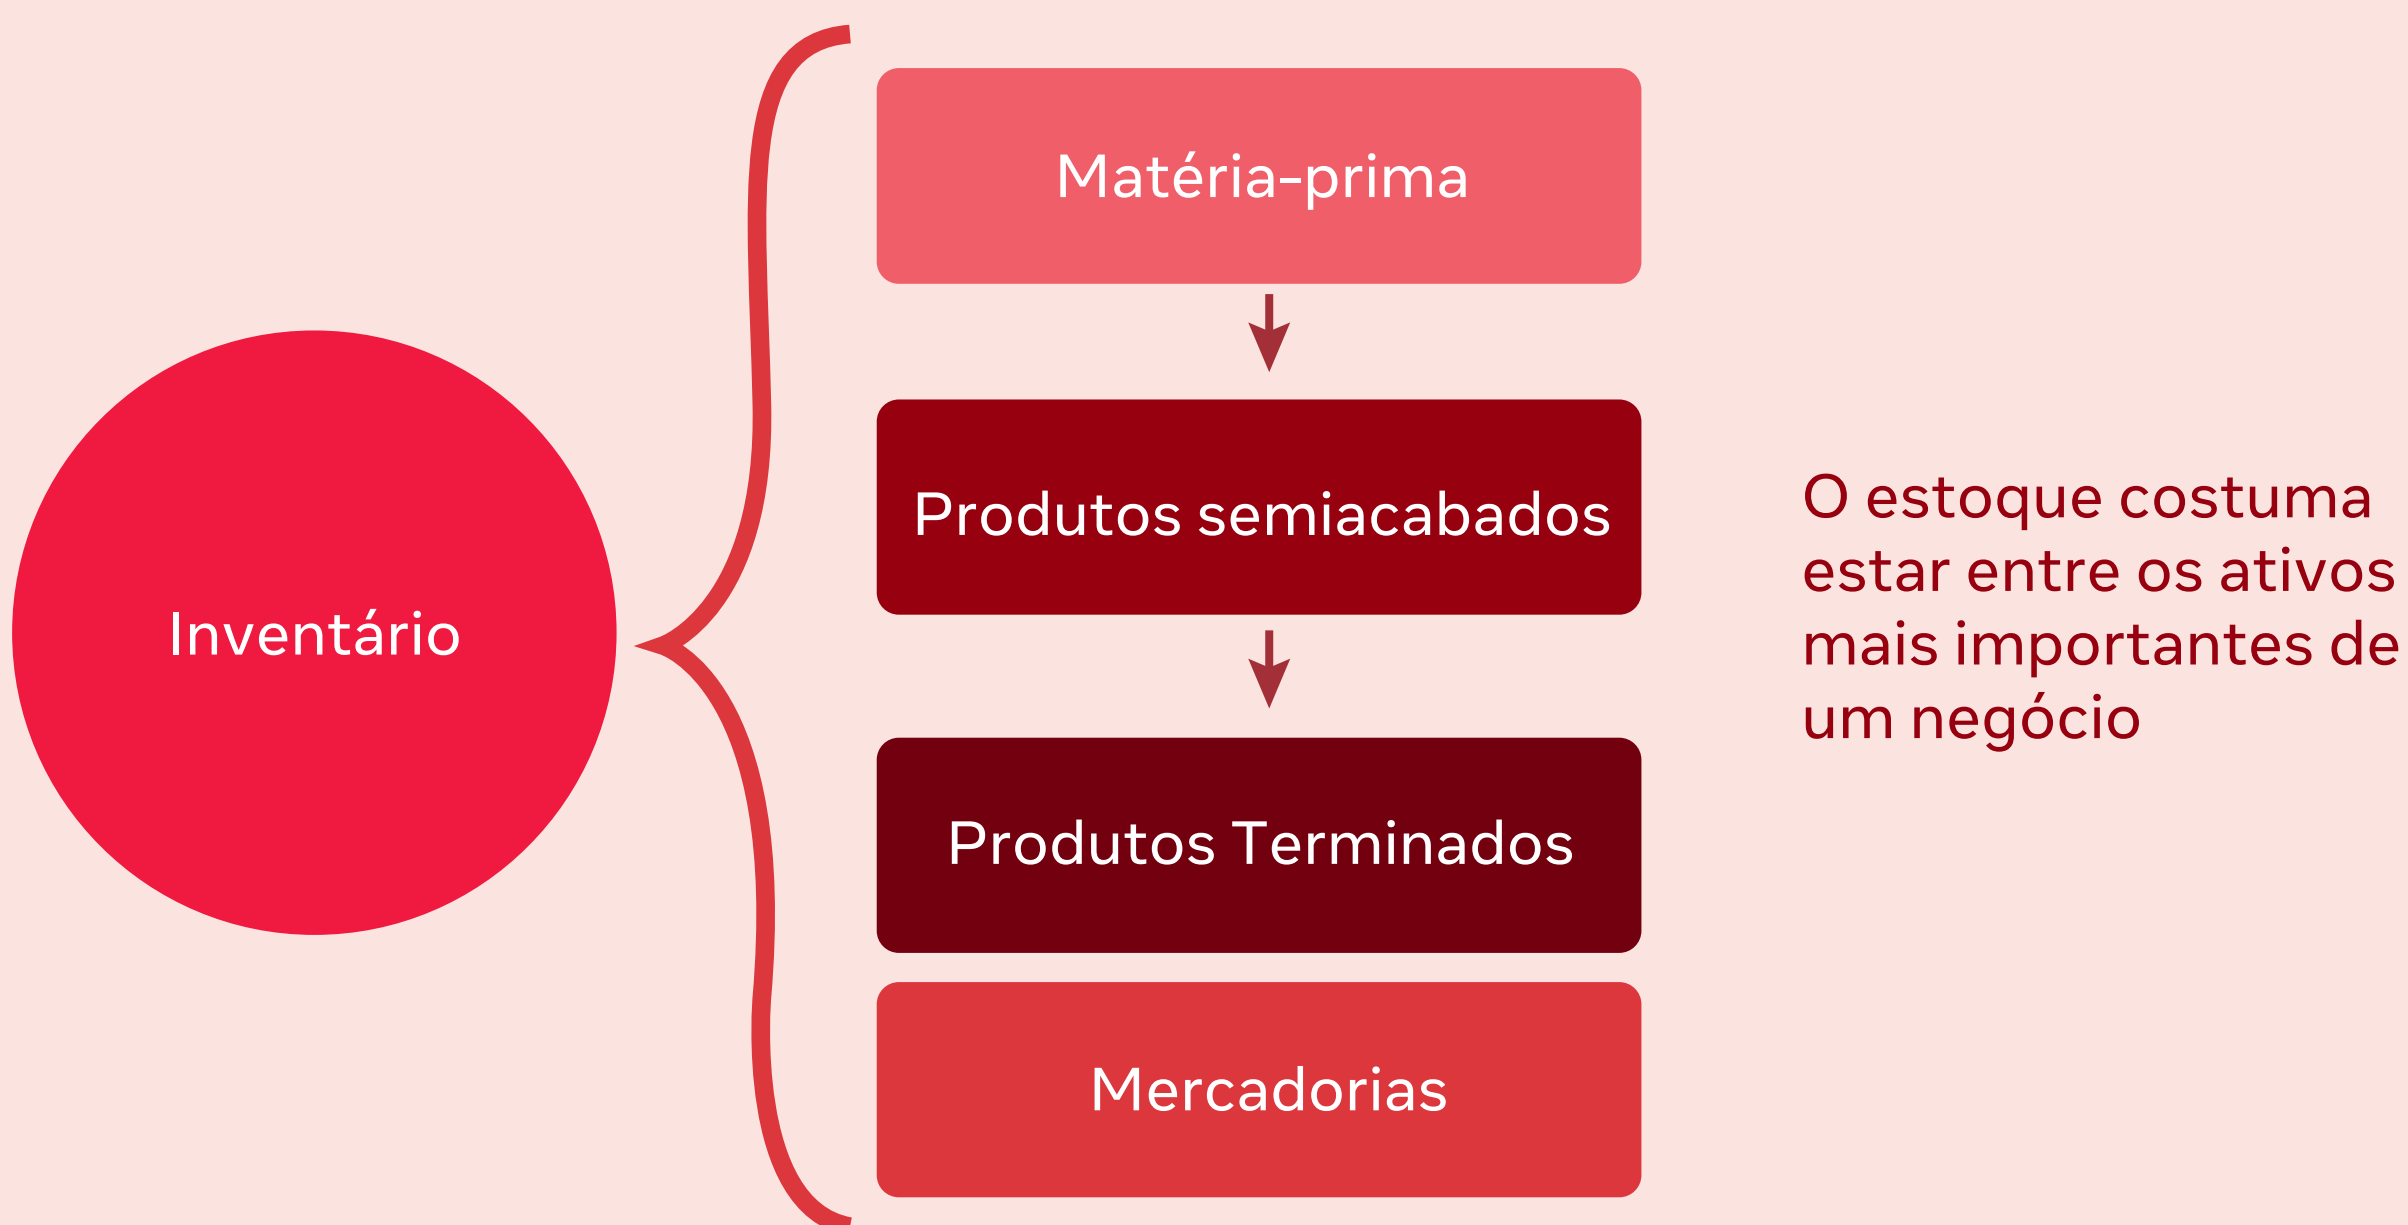 Inventário
Matéria-prima
Produtos semiacabados
Produtos Terminados
Mercadorias
O estoque costuma
estar entre os ativos
mais importantes de
um negócio